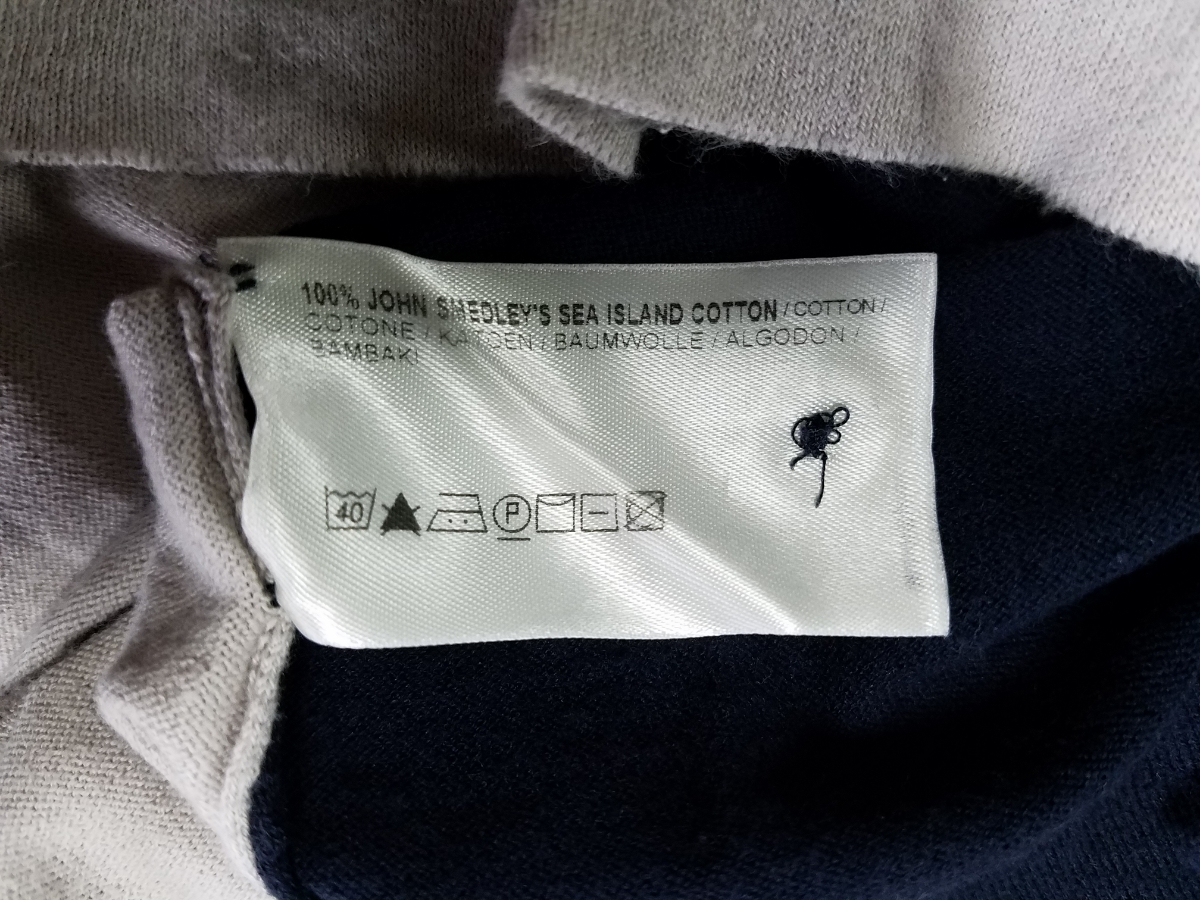 100% JOHN SMEDLEY'S SEA ISLAND COTTON / COTTON /
COTONE / KATOEN / BAUMWOLLE / ALGODON /
BAMBAKI
40 P